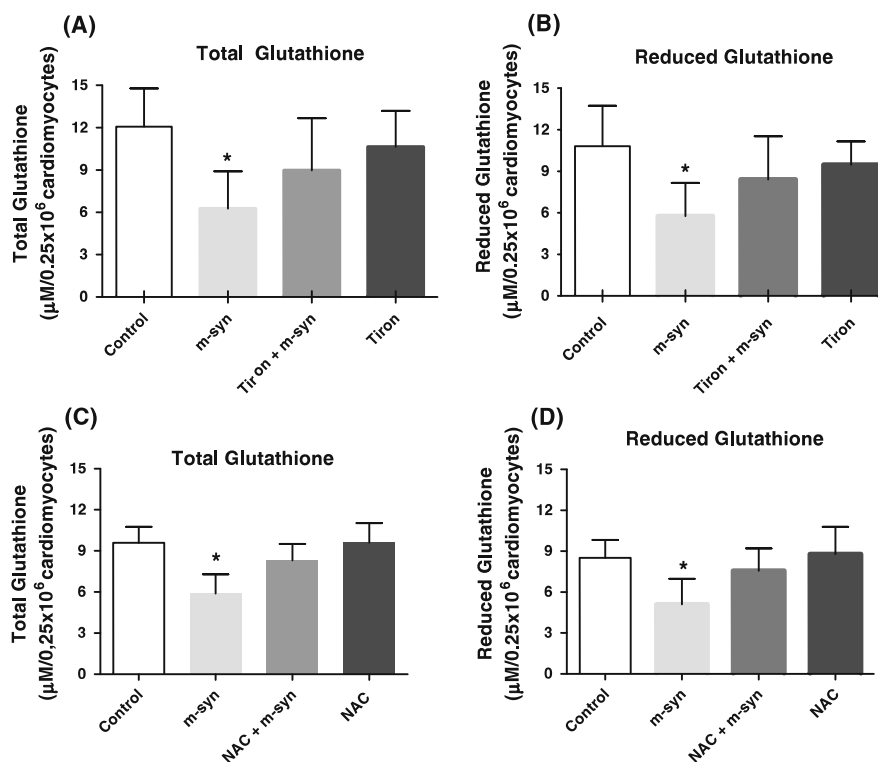 (A)
Total Glutathione
Total Glutathione
(μM/0.25x10⁶ cardiomyocytes)
15
12
9
6
3
0
*
Control
m-syn
Tir on + m-syn
Tiron
(B)
Reduced Glutathione
Reduced Glutathione
(μM/0.25x10⁶ cardiomyocytes)
15
12
9
6
3
0
*
Control
m-syn
Tiron + m-syn
Tiron
(C)
Total Glutathione
Total Glutathione
(μM/0,25x10⁶ cardiomyocytes)
15
12
9
6
3
0
*
Control
m-syn
NAC + m-syn
NAC
(D)
Reduced Glutathione
Reduced Glutathione
(μM/0.25x10⁶ cardiomyocytes)
15
12
9
6
3
0
*
Control
m-syn
NAC + m-syn
NAC